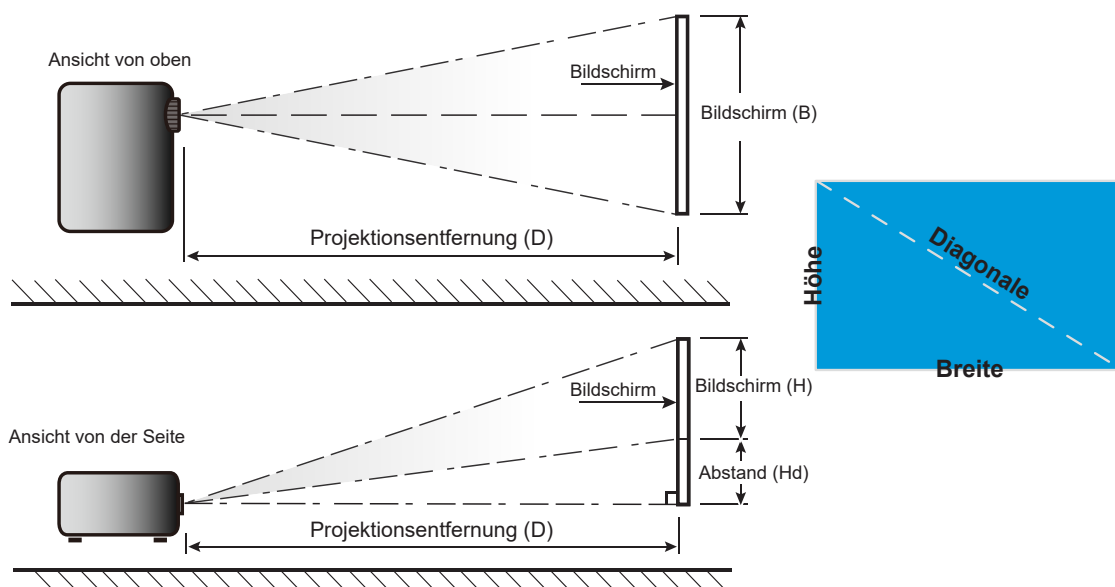 Ansicht von oben
Bildschirm
Bildschirm (B)
Projektionsentfernung (D)
Höhe
Diagonale
Breite
Ansicht von der Seite
Bildschirm
Bildschirm (H)
Abstand (Hd)
Projektionsentfernung (D)